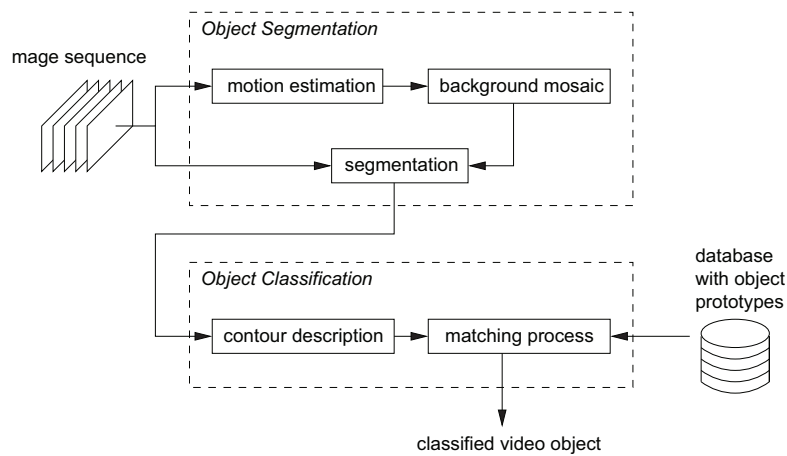 Object Segmentation
mage sequence
motion estimation
background mosaic
segmentation
Object Classification
database
with object
prototypes
contour description
matching process
classified video object